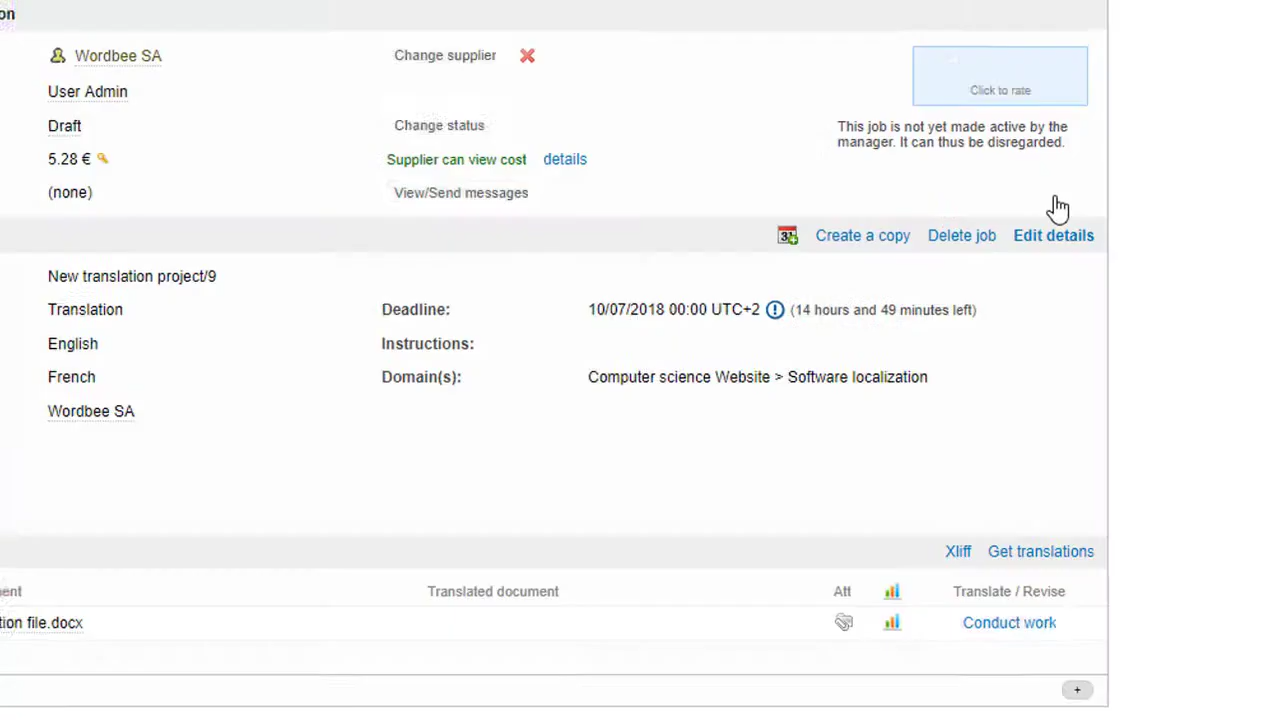 on
Wordbee SA Change supplier
Click to rate
User Admin
Draft Change status
This job is not yet made active by the
manager. It can thus be disregarded.
5.28 € Supplier can view cost details
(none) View/Send messages
31 Create a copy Delete job Edit details
New translation project/9
Translation Deadline: 10/07/2018 00:00 UTC+2 (14 hours and 49 minutes left)
English Instructions:
French Domain(s): Computer science Website > Software localization
Wordbee SA
Xliff Get translations
ment Translated document Att Translate / Revise
tion file.docx Conduct work
+